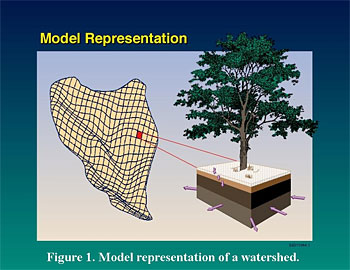 Model Representation
Figure 1. Model representation of a watershed.